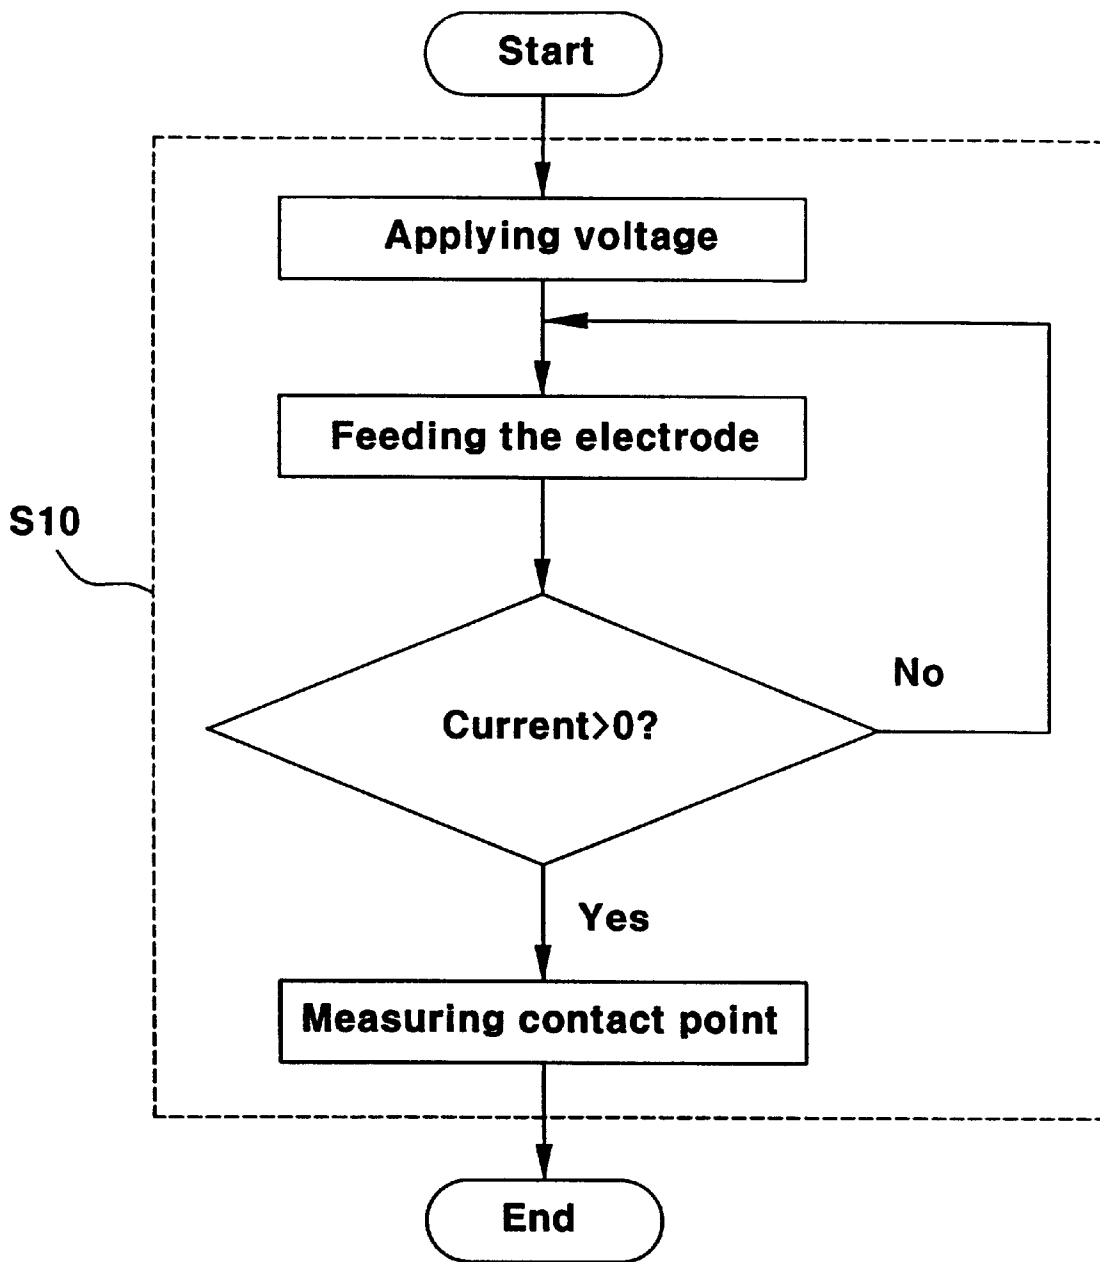 Start
Applying voltage
Feeding the electrode
S10
No
Current>0?
Yes
Measuring contact point
End